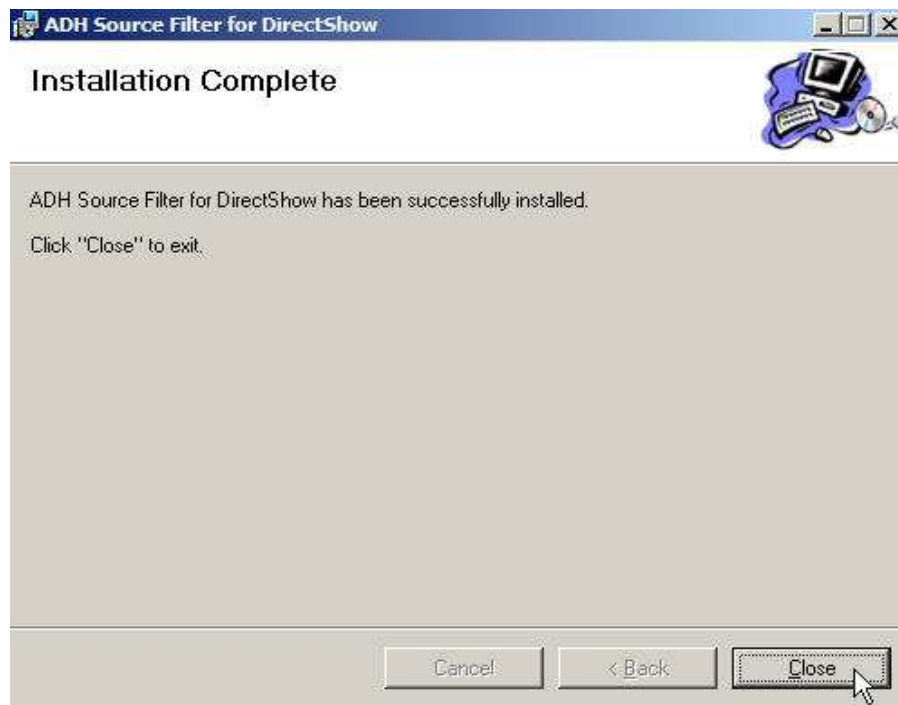 ADH Source Filter for DirectShow
Installation Complete
ADH Source Filter for DirectShow has been successfully installed.
Click "Close" to exit.
Cancel < Back Close